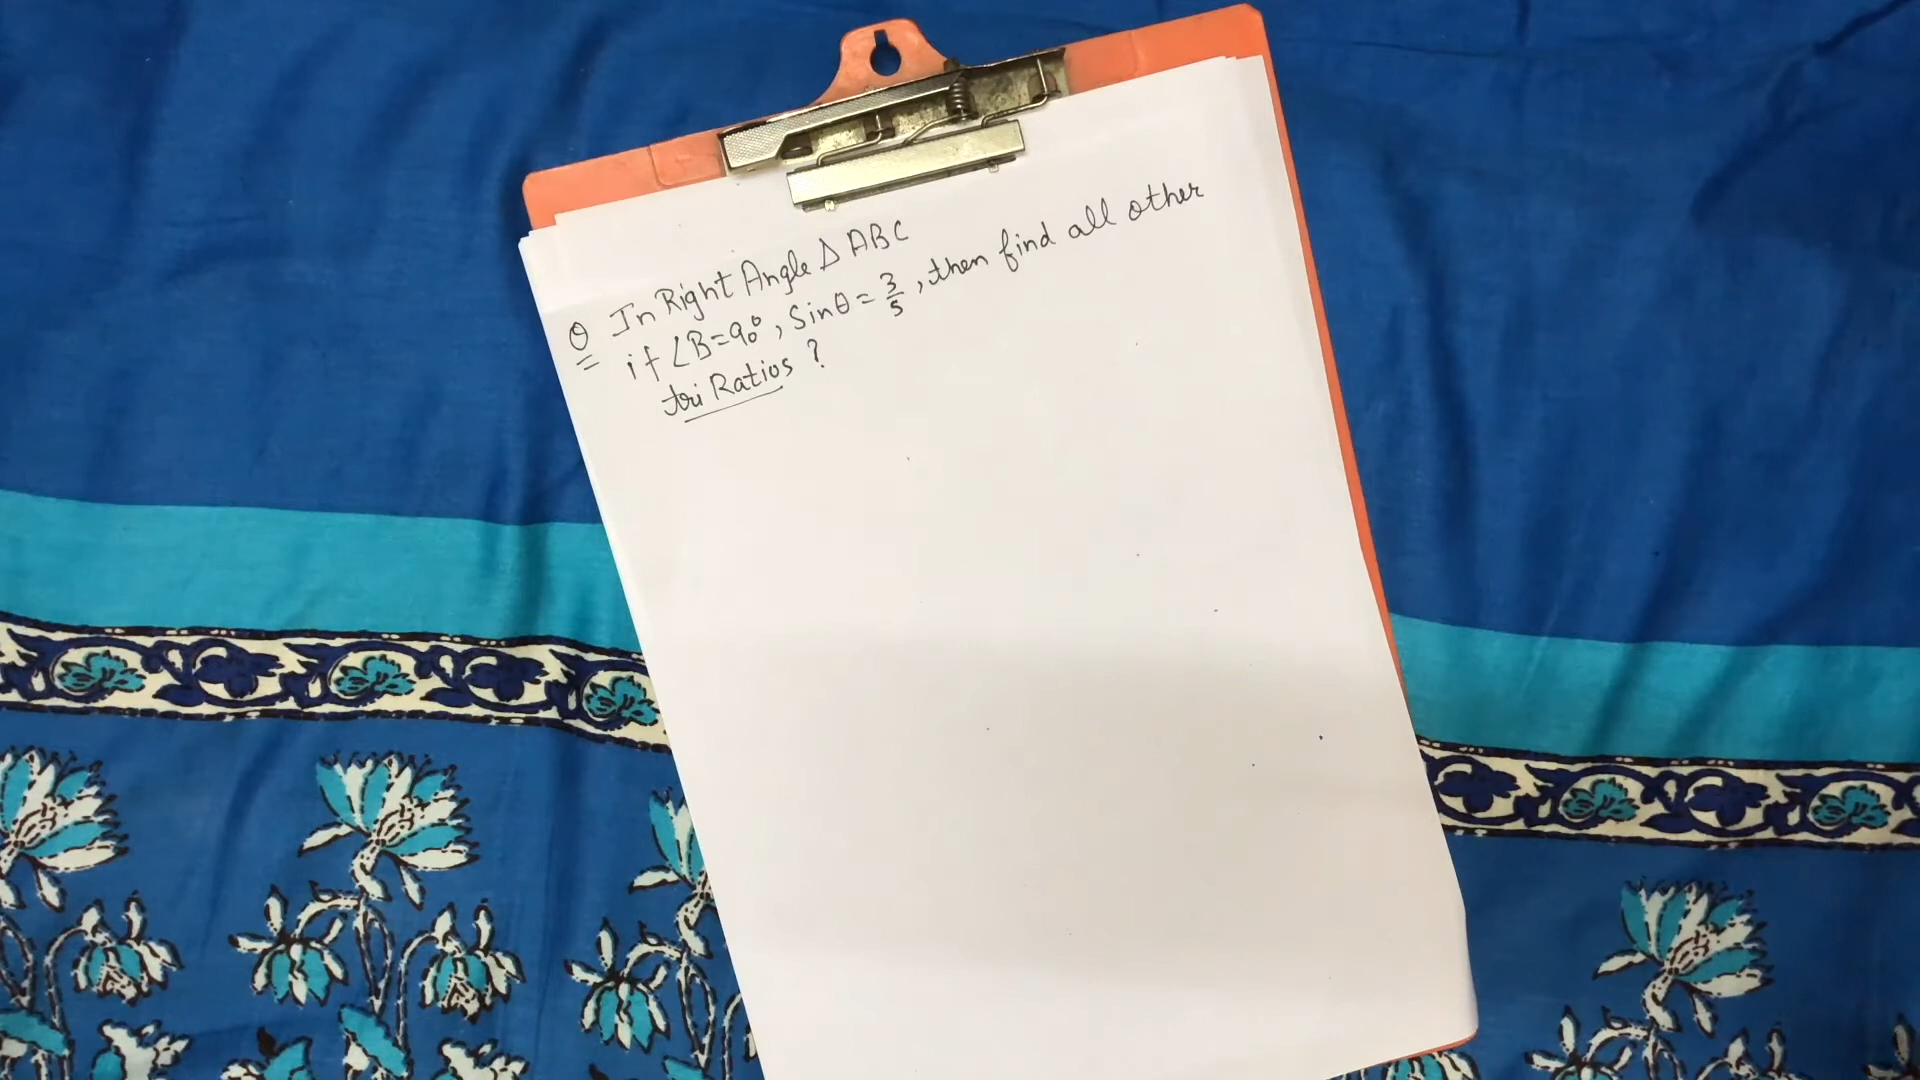 Q In Right Angle Δ ABC
if ∠B=90°, Sinθ = 3/5, then find all other
tri Ratios ?